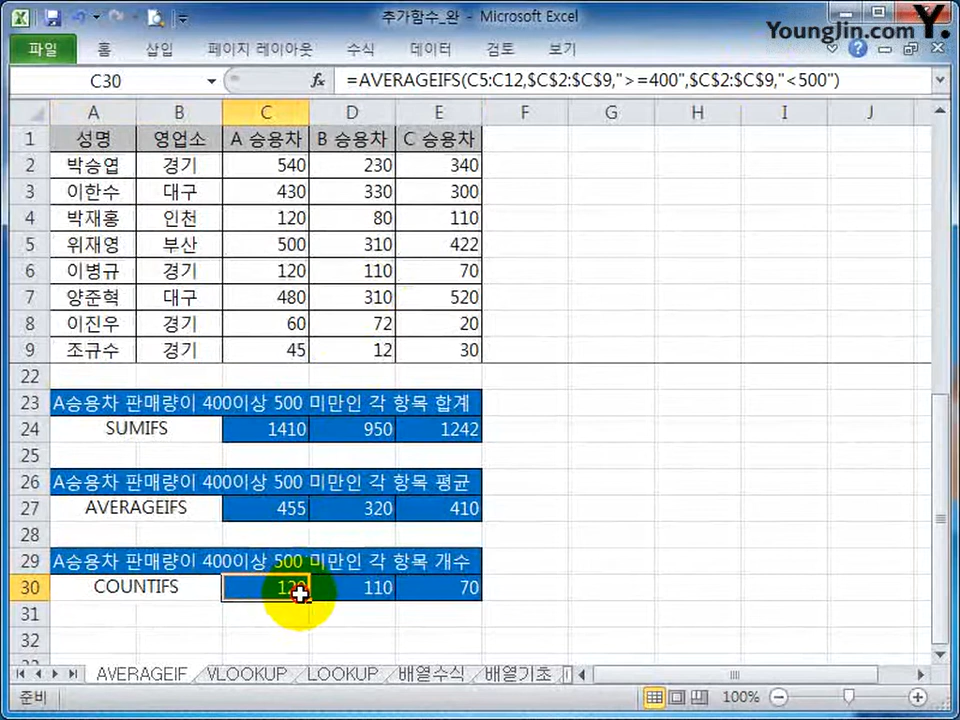 추가함수_완 - Microsoft Excel
Youngjin.com Y.
파일 홈 삽입 페이지 레이아웃 수식 데이터 검토 보기
C30 fx =AVERAGEIFS(C5:C12,$C$2:$C$9,">=400",$C$2:$C$9,"<500")
A B C D E F G H I J
1 성명 영업소 A 승용차 B 승용차 C 승용차
2 박승엽 경기 540 230 340
3 이한수 대구 430 330 300
4 박재홍 인천 120 80 110
5 위재영 부산 500 310 422
6 이병규 경기 120 110 70
7 양준혁 대구 480 310 520
8 이진우 경기 60 72 20
9 조규수 경기 45 12 30
22
23 A승용차 판매량이 400이상 500 미만인 각 항목 합계
24 SUMIFS 1410 950 1242
25
26 A승용차 판매량이 400이상 500 미만인 각 항목 평균
27 AVERAGEIFS 455 320 410
28
29 A승용차 판매량이 400이상 500 미만인 각 항목 개수
30 COUNTIFS 120 110 70
31
32
33
AVERAGEIF VLOOKUP LOOKUP 배열수식 배열기초
준비 100%